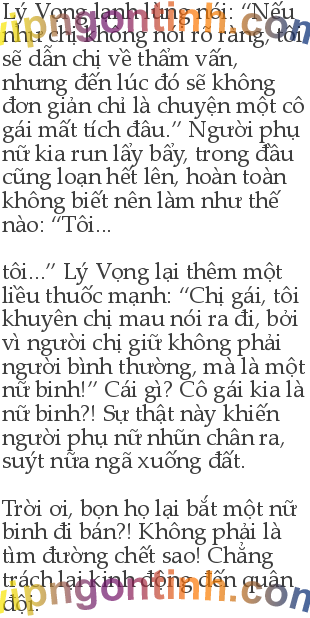 Lý Vọng lạnh lùng nói: “Nếu
như chị không nói rõ ràng, tôi
sẽ dẫn chị về thẩm vấn,
nhưng đến lúc đó sẽ không
đơn giản chỉ là chuyện một cô
gái mất tích đâu.” Người phụ
nữ kia run lẩy bẩy, trong đầu
cũng loạn hết lên, hoàn toàn
không biết nên làm như thế
nào: “Tôi...
tôi...” Lý Vọng lại thêm một
liều thuốc mạnh: “Chị gái, tôi
khuyên chị mau nói ra đi, bởi
vì người chị giữ không phải
người bình thường, mà là một
nữ binh!” Cái gì? Cô gái kia là
nữ binh?! Sự thật này khiến
người phụ nữ nhũn chân ra,
suýt nữa ngã xuống đất.
Trời oi, bọn họ lại bắt một nữ
binh đi bán?! Không phải là
tìm đường chết sao! Chẳng
trách lại kinh động đến quân
đội.